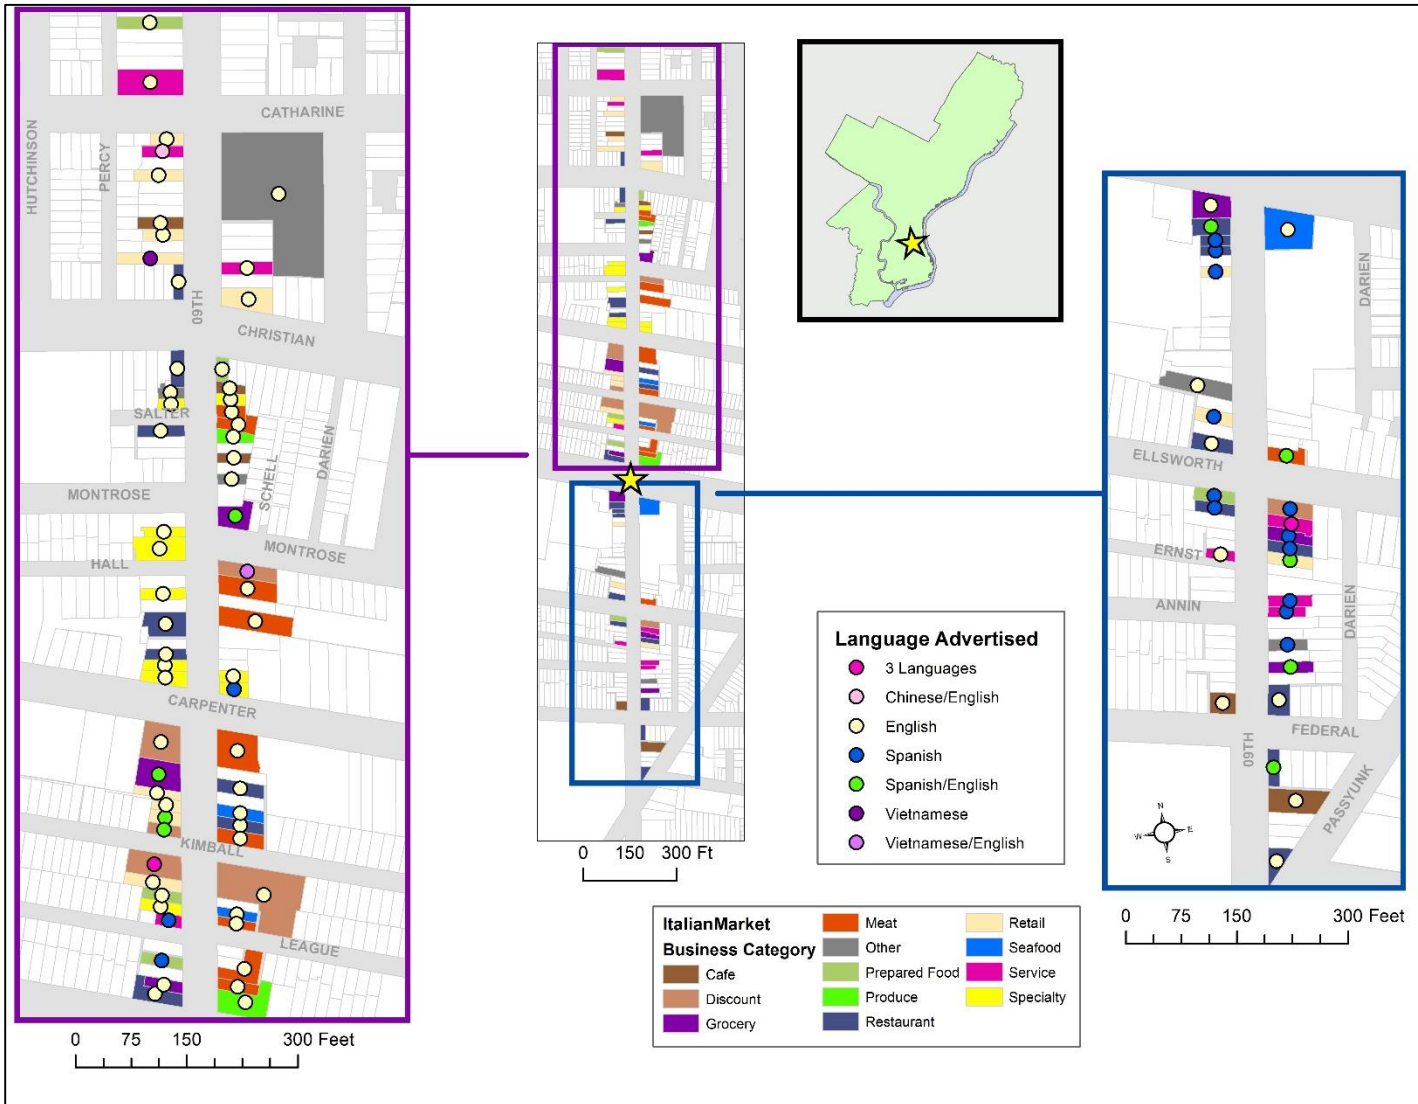 CATHARINE
HUTCHINSON
PERCY
09TH
CHRISTIAN
SALTER
SCHELL
DARIEN
MONTROSE
MONTROSE
HALL
CARPENTER
KIMBALL
LEAGUE
0 75 150 300 Feet
0 150 300 Ft
DARIEN
ELLSWORTH
ERNST
ANNIN
DARIEN
FEDERAL
09TH
PASSYUNK
N
W E
S
0 75 150 300 Feet
Language Advertised
3 Languages
Chinese/English
English
Spanish
Spanish/English
Vietnamese
Vietnamese/English
ItalianMarket
Business Category
Cafe
Discount
Grocery
Meat
Other
Prepared Food
Produce
Restaurant
Retail
Seafood
Service
Specialty